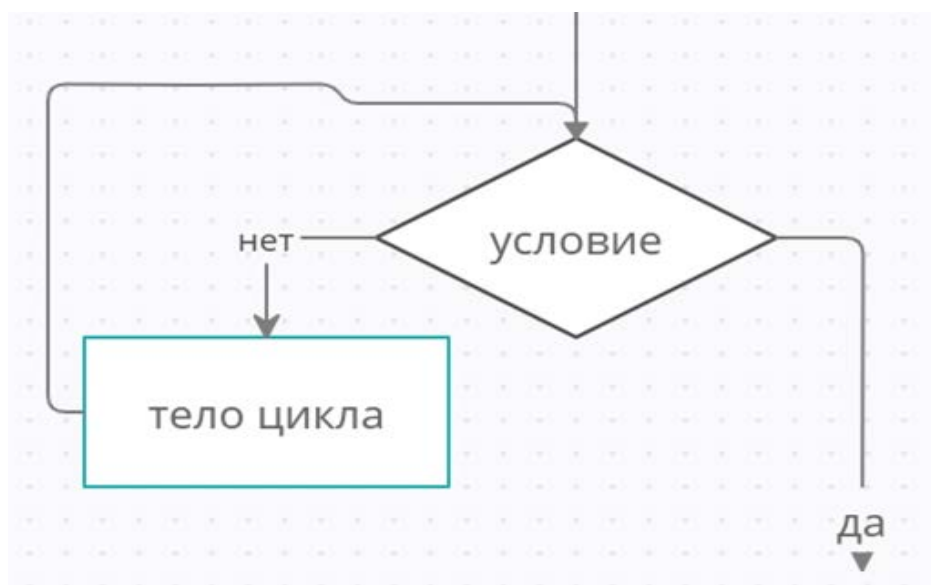 условие
нет
тело цикла
да